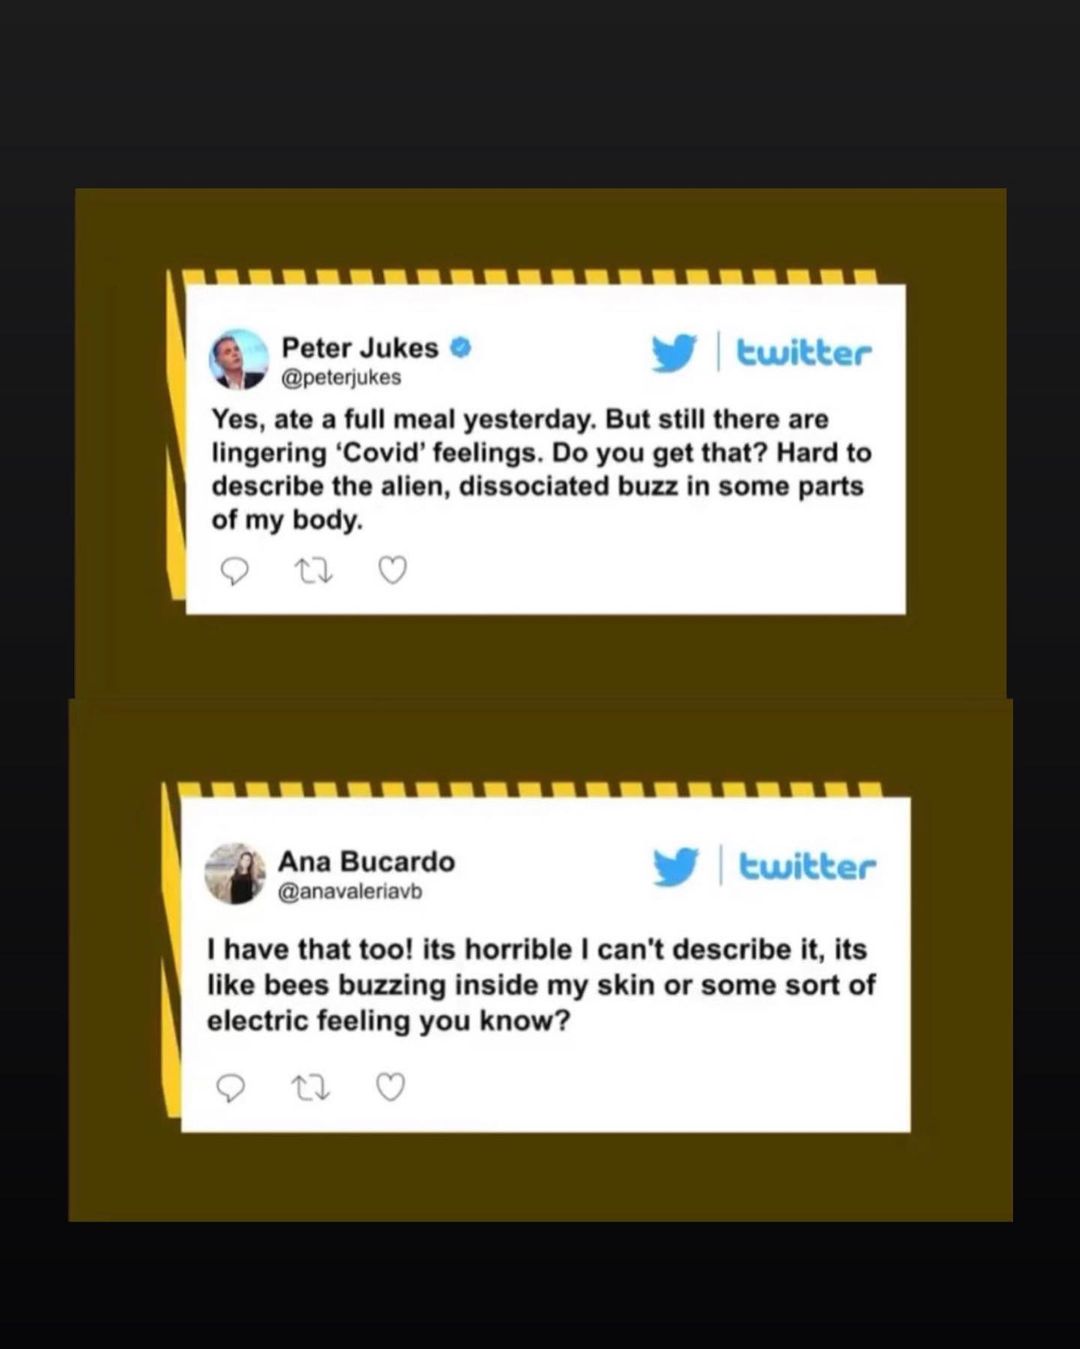 Peter Jukes
twitter
@peterjukes
Yes, ate a full meal yesterday. But still there are
lingering ‘Covid’ feelings. Do you get that? Hard to
describe the alien, dissociated buzz in some parts
of my body.
Ana Bucardo
twitter
@anavaleriavb
I have that too! its horrible I can't describe it, its
like bees buzzing inside my skin or some sort of
electric feeling you know?